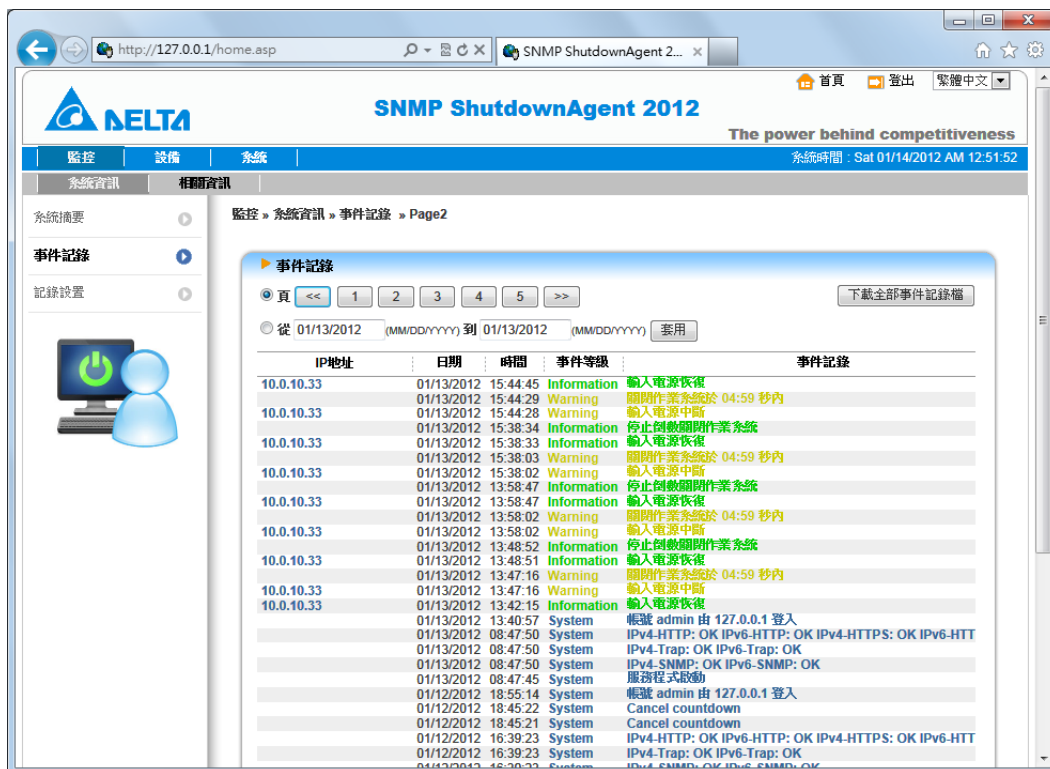 http://127.0.0.1/home.asp
SNMP ShutdownAgent 2...
首頁 登出 繁體中文
DELTA
SNMP ShutdownAgent 2012
The power behind competitiveness
監控 設備 系統 系統時間 : Sat 01/14/2012 AM 12:51:52
系統資訊 相關資訊
系統摘要
事件記錄
記錄設置
監控 » 系統資訊 » 事件記錄 » Page2
事件記錄
頁 << 1 2 3 4 5 >> 下載全部事件記錄檔
從 01/13/2012 (MM/DD/YYYY) 到 01/13/2012 (MM/DD/YYYY) 套用
IP地址 日期 時間 事件等級 事件記錄
10.0.10.33 01/13/2012 15:44:45 Information 輸入電源恢復
01/13/2012 15:44:29 Warning 關閉作業系統於 04:59 秒內
10.0.10.33 01/13/2012 15:44:28 Warning 輸入電源中斷
01/13/2012 15:38:34 Information 停止倒數關閉作業系統
10.0.10.33 01/13/2012 15:38:33 Information 輸入電源恢復
01/13/2012 15:38:03 Warning 關閉作業系統於 04:59 秒內
10.0.10.33 01/13/2012 15:38:02 Warning 輸入電源中斷
01/13/2012 13:58:47 Information 停止倒數關閉作業系統
10.0.10.33 01/13/2012 13:58:47 Information 輸入電源恢復
01/13/2012 13:58:02 Warning 關閉作業系統於 04:59 秒內
10.0.10.33 01/13/2012 13:58:02 Warning 輸入電源中斷
01/13/2012 13:48:52 Information 停止倒數關閉作業系統
10.0.10.33 01/13/2012 13:48:51 Information 輸入電源恢復
01/13/2012 13:47:16 Warning 關閉作業系統於 04:59 秒內
10.0.10.33 01/13/2012 13:47:16 Warning 輸入電源中斷
10.0.10.33 01/13/2012 13:42:15 Information 輸入電源恢復
01/13/2012 13:40:57 System 帳號 admin 由 127.0.0.1 登入
01/13/2012 08:47:50 System IPv4-HTTP: OK IPv6-HTTP: OK IPv4-HTTPS: OK IPv6-HTT
01/13/2012 08:47:50 System IPv4-Trap: OK IPv6-Trap: OK
01/13/2012 08:47:50 System IPv4-SNMP: OK IPv6-SNMP: OK
01/13/2012 08:47:45 System 服務程式啟動
01/12/2012 18:55:14 System 帳號 admin 由 127.0.0.1 登入
01/12/2012 18:45:22 System Cancel countdown
01/12/2012 18:45:21 System Cancel countdown
01/12/2012 16:39:23 System IPv4-HTTP: OK IPv6-HTTP: OK IPv4-HTTPS: OK IPv6-HTT
01/12/2012 16:39:23 System IPv4-Trap: OK IPv6-Trap: OK
01/12/2012 16:39:23 System IPv4-SNMP: OK IPv6-SNMP: OK